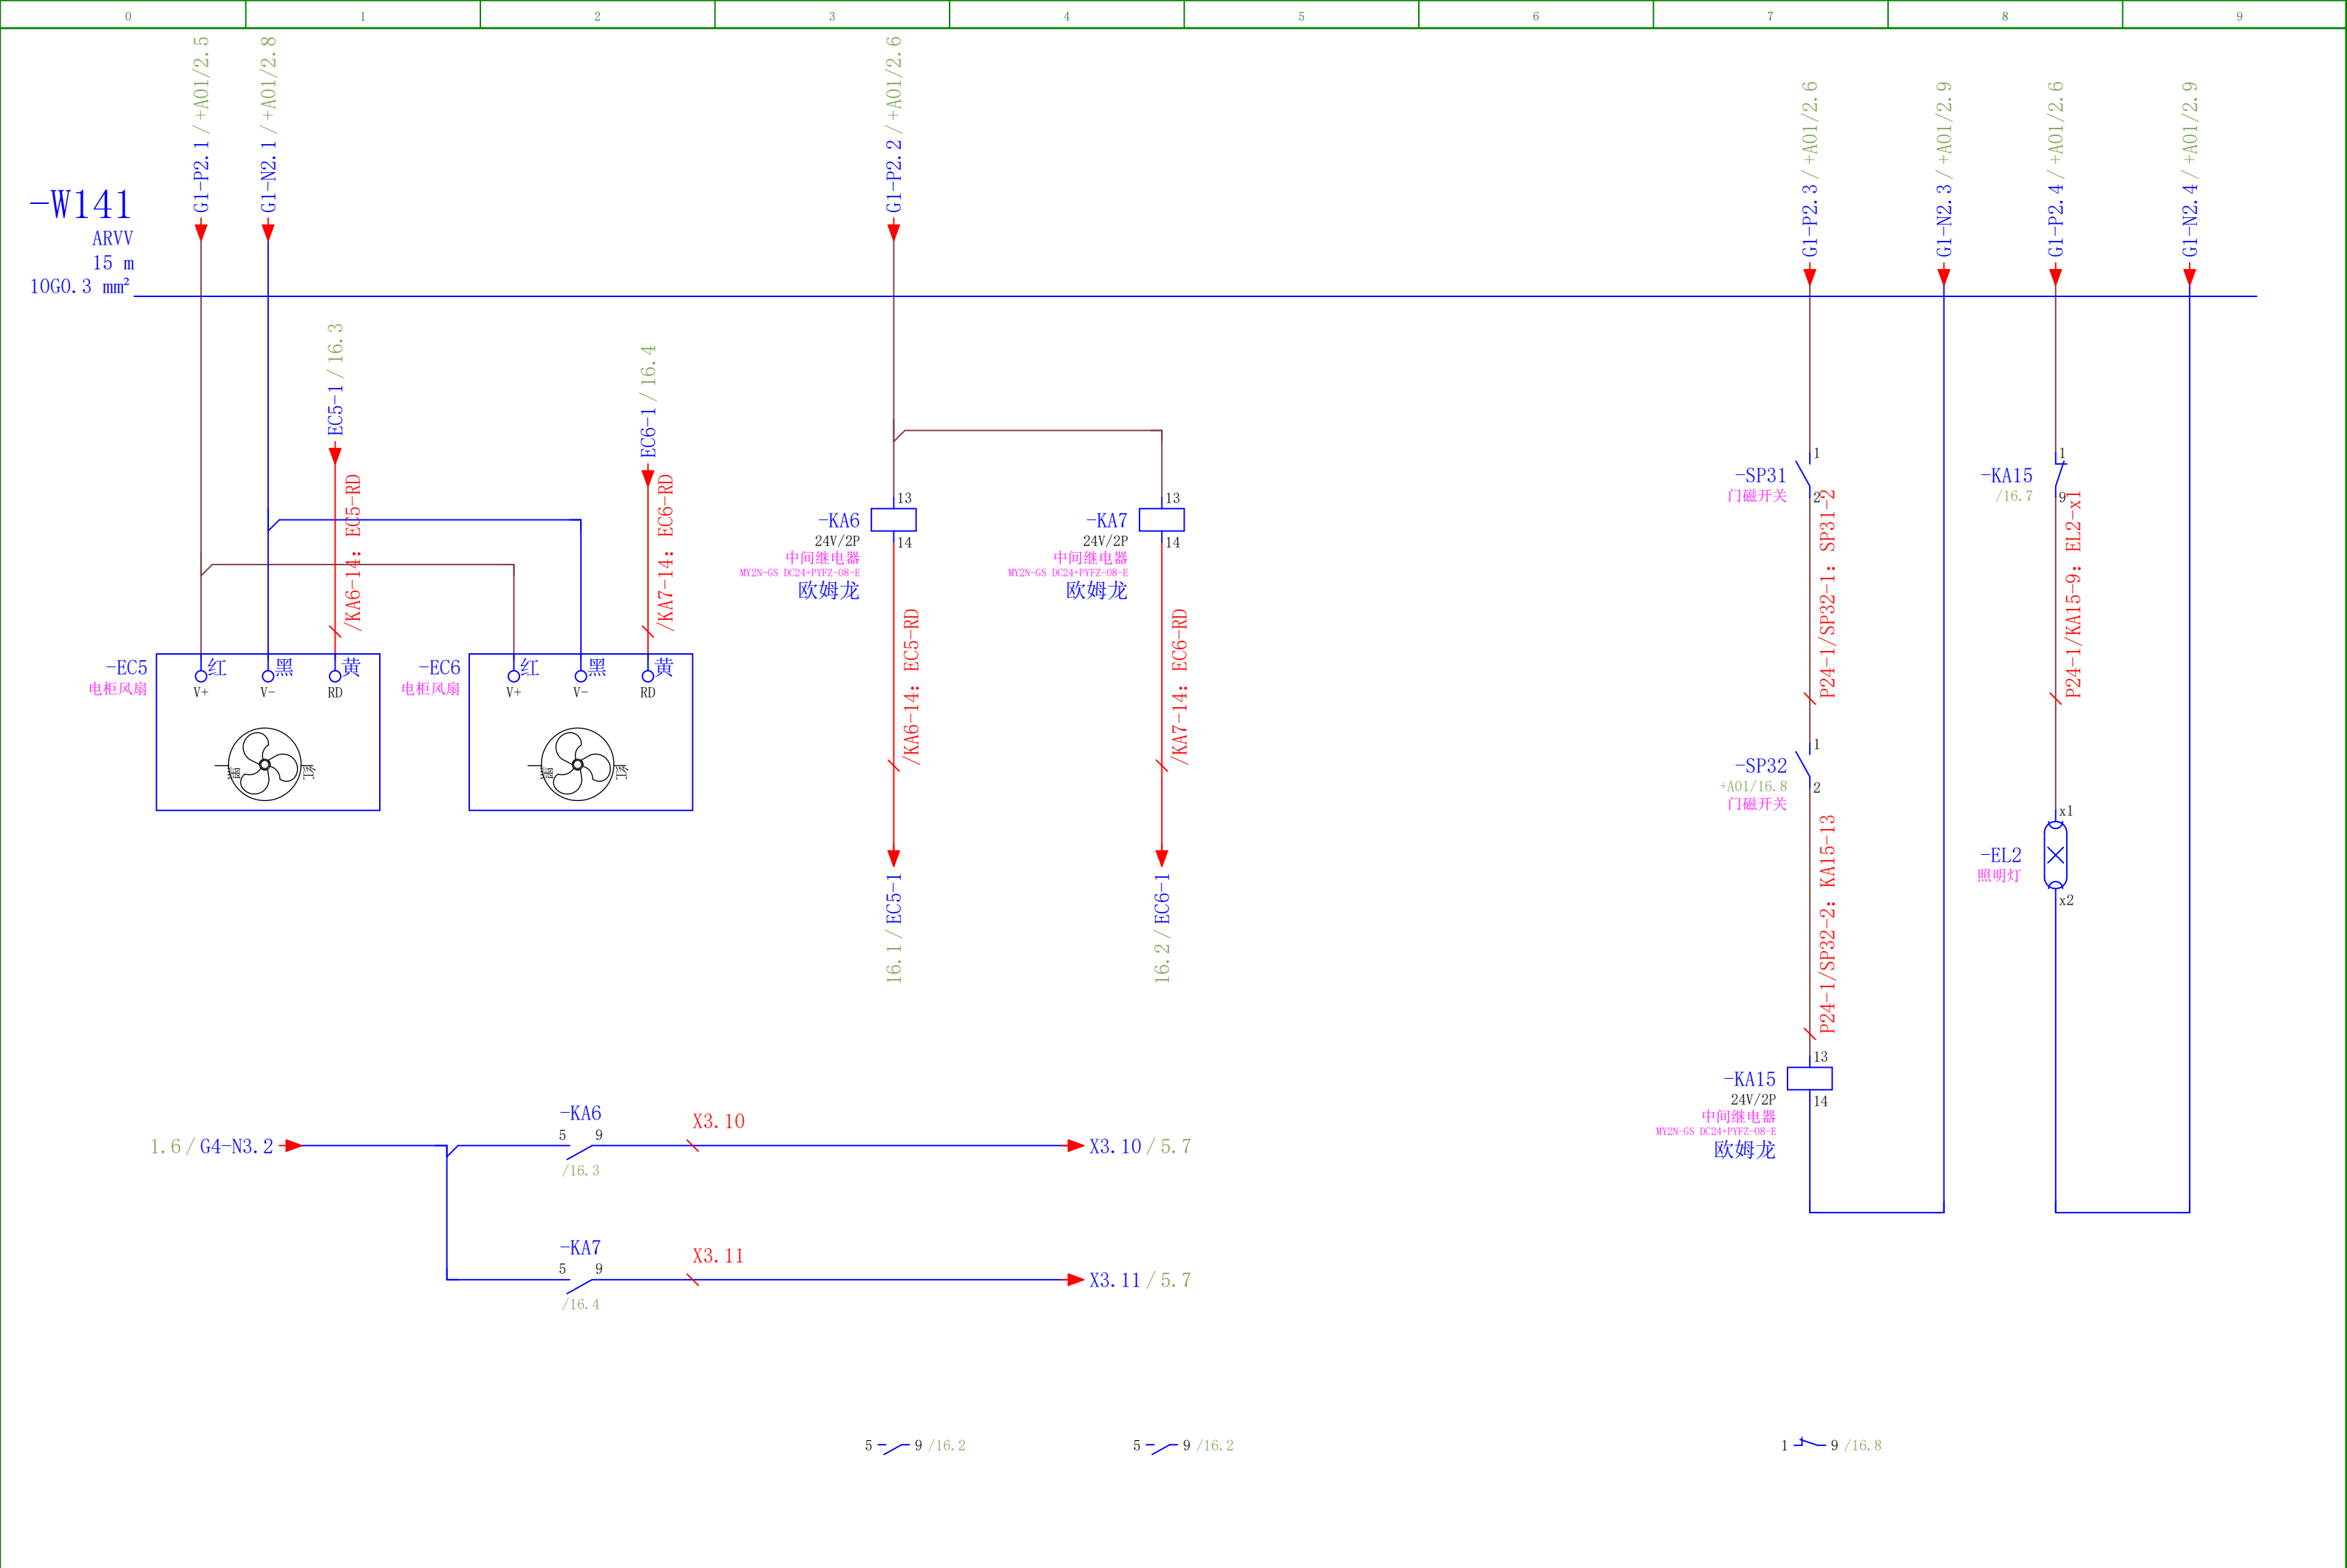 0 1 2 3 4 5 6 7 8 9
G1-P2.1 / +A01/2.5
G1-N2.1 / +A01/2.8
G1-P2.2 / +A01/2.6
G1-P2.3 / +A01/2.6
G1-N2.3 / +A01/2.9
G1-P2.4 / +A01/2.6
G1-N2.4 / +A01/2.9
-W141
ARVV
15 m
10G0.3 mm²
EC5-1 / 16.3
/KA6-14: EC5-RD
EC6-1 / 16.4
/KA7-14: EC6-RD
-EC5
电柜风扇
红 黑 黄
V+ V- RD
黑 红
-EC6
电柜风扇
红 黑 黄
V+ V- RD
黑 红
-KA6
24V/2P
中间继电器
MY2N-GS DC24+PYFZ-08-E
欧姆龙
13
14
/KA6-14: EC5-RD
16.1 / EC5-1
-KA7
24V/2P
中间继电器
MY2N-GS DC24+PYFZ-08-E
欧姆龙
13
14
/KA7-14: EC6-RD
16.2 / EC6-1
-SP31
门磁开关
1
2
P24-1/SP32-1: SP31-2
-SP32
+A01/16.8
门磁开关
1
2
P24-1/SP32-2: KA15-13
-KA15
24V/2P
中间继电器
MY2N-GS DC24+PYFZ-08-E
欧姆龙
13
14
-KA15
/16.7
1
9
P24-1/KA15-9: EL2-x1
-EL2
照明灯
x1
x2
1.6 / G4-N3.2
-KA6
5 9
/16.3
X3.10
X3.10 / 5.7
-KA7
5 9
/16.4
X3.11
X3.11 / 5.7
5 9 /16.2
5 9 /16.2
1 9 /16.8